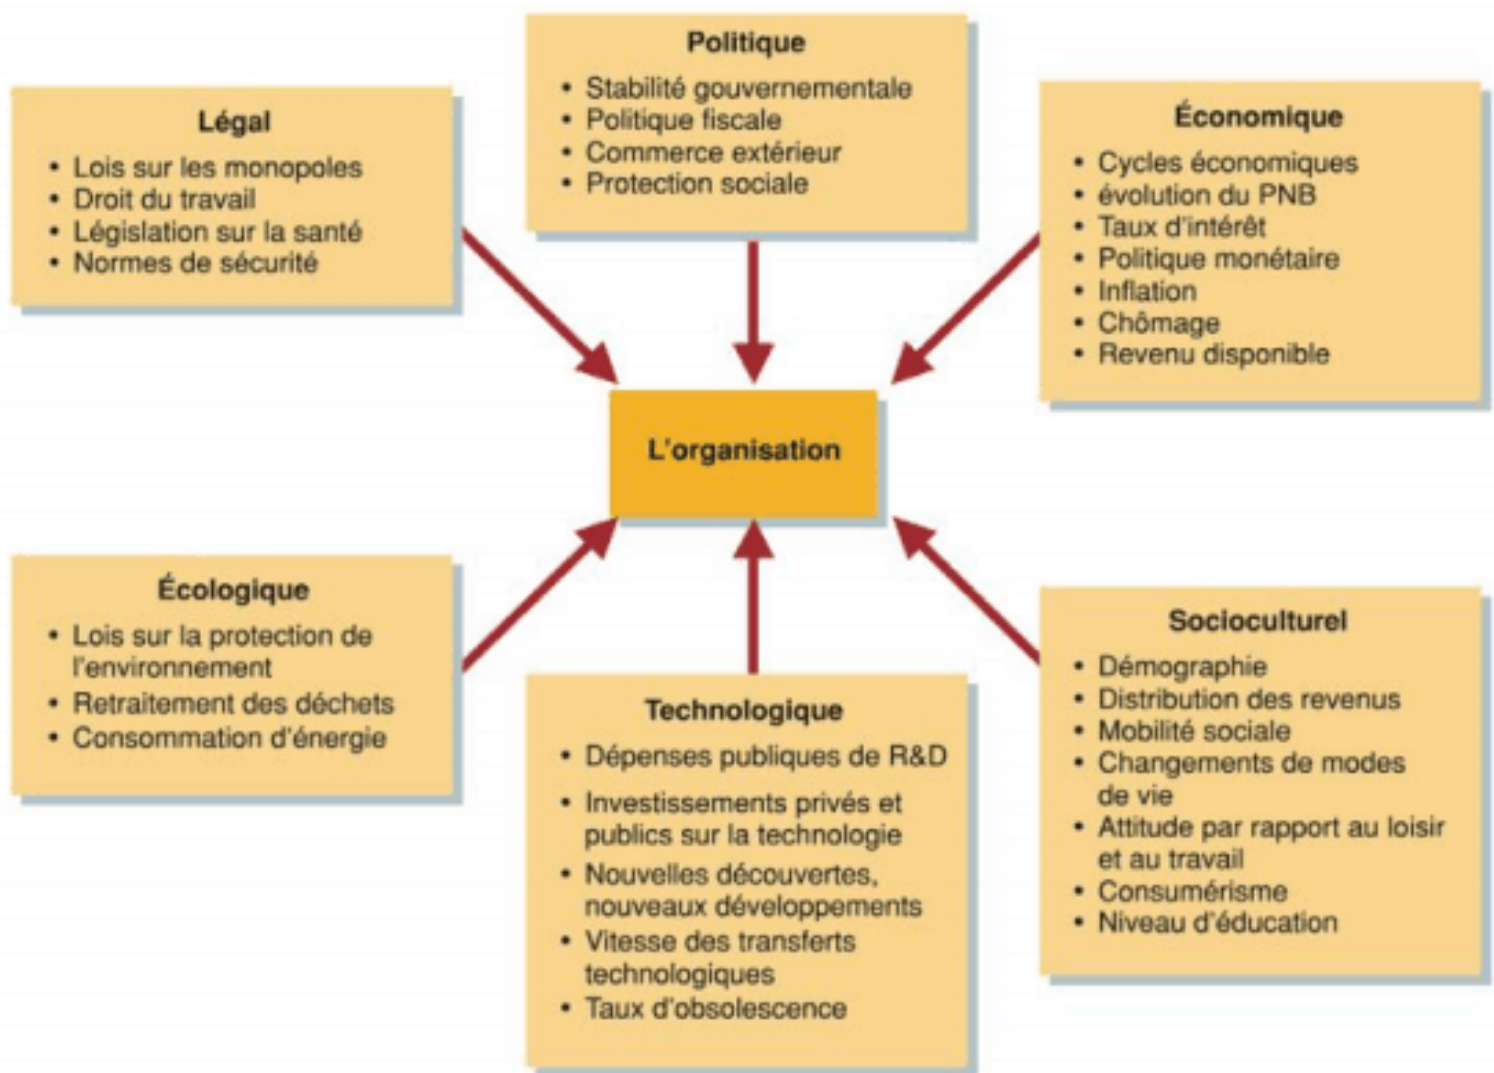 Politique
• Stabilité gouvernementale
• Politique fiscale
• Commerce extérieur
• Protection sociale
Légal
• Lois sur les monopoles
• Droit du travail
• Législation sur la santé
• Normes de sécurité
Économique
• Cycles économiques
• évolution du PNB
• Taux d'intérêt
• Politique monétaire
• Inflation
• Chômage
• Revenu disponible
L'organisation
Écologique
• Lois sur la protection de
l'environnement
• Retraitement des déchets
• Consommation d'énergie
Technologique
• Dépenses publiques de R&D
• Investissements privés et
publics sur la technologie
• Nouvelles découvertes,
nouveaux développements
• Vitesse des transferts
technologiques
• Taux d'obsolescence
Socioculturel
• Démographie
• Distribution des revenus
• Mobilité sociale
• Changements de modes
de vie
• Attitude par rapport au loisir
et au travail
• Consumérisme
• Niveau d'éducation